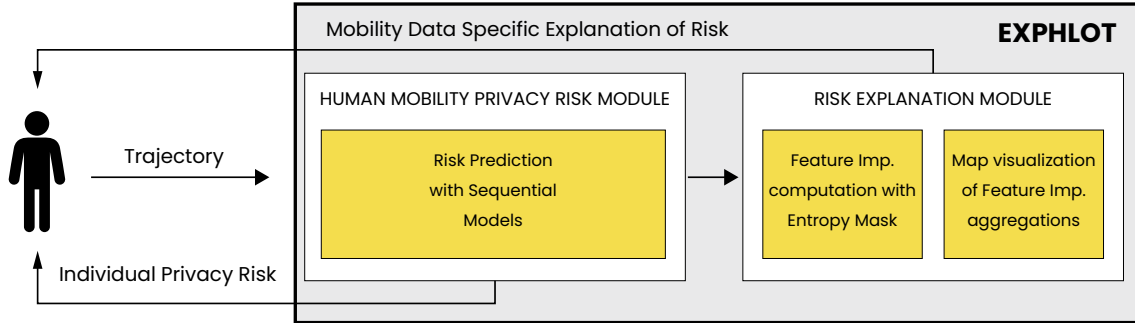 Mobility Data Specific Explanation of Risk
EXPHLOT
HUMAN MOBILITY PRIVACY RISK MODULE
RISK EXPLANATION MODULE
Trajectory
Risk Prediction
with Sequential
Models
Feature Imp.
computation with
Entropy Mask
Map visualization
of Feature Imp.
aggregations
Individual Privacy Risk